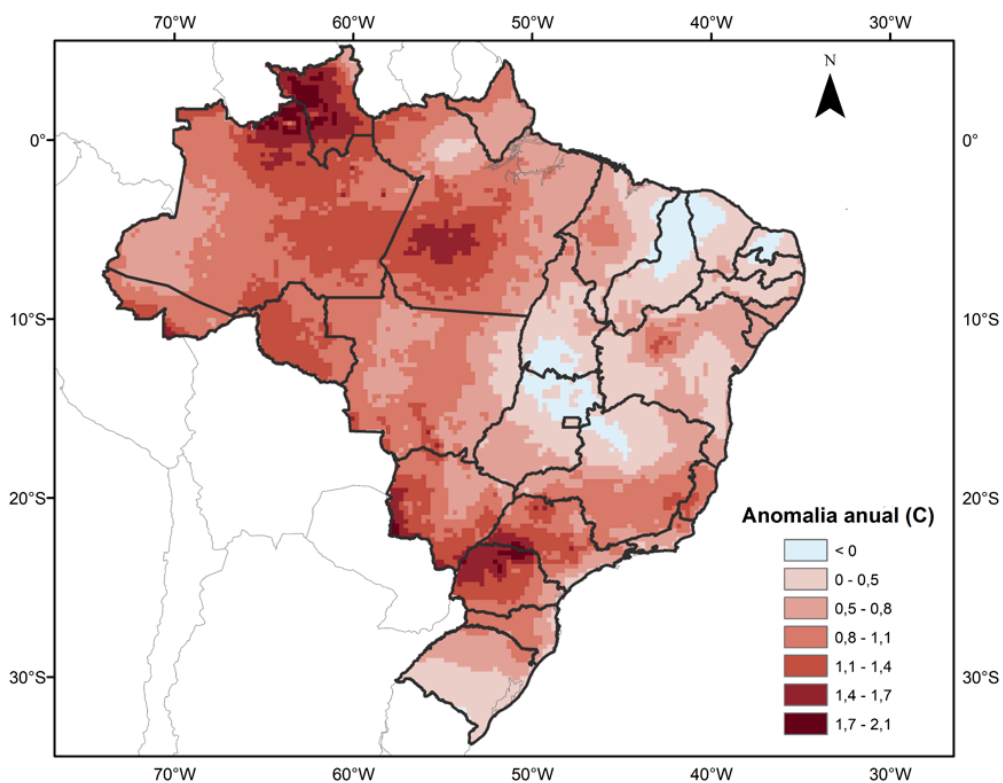 70°W 60°W 50°W 40°W 30°W
N
0° 0°
10°S 10°S
20°S 20°S
Anomalia anual (C)
< 0
0 - 0,5
0,5 - 0,8
0,8 - 1,1
1,1 - 1,4
1,4 - 1,7
1,7 - 2,1
30°S 30°S
70°W 60°W 50°W 40°W 30°W